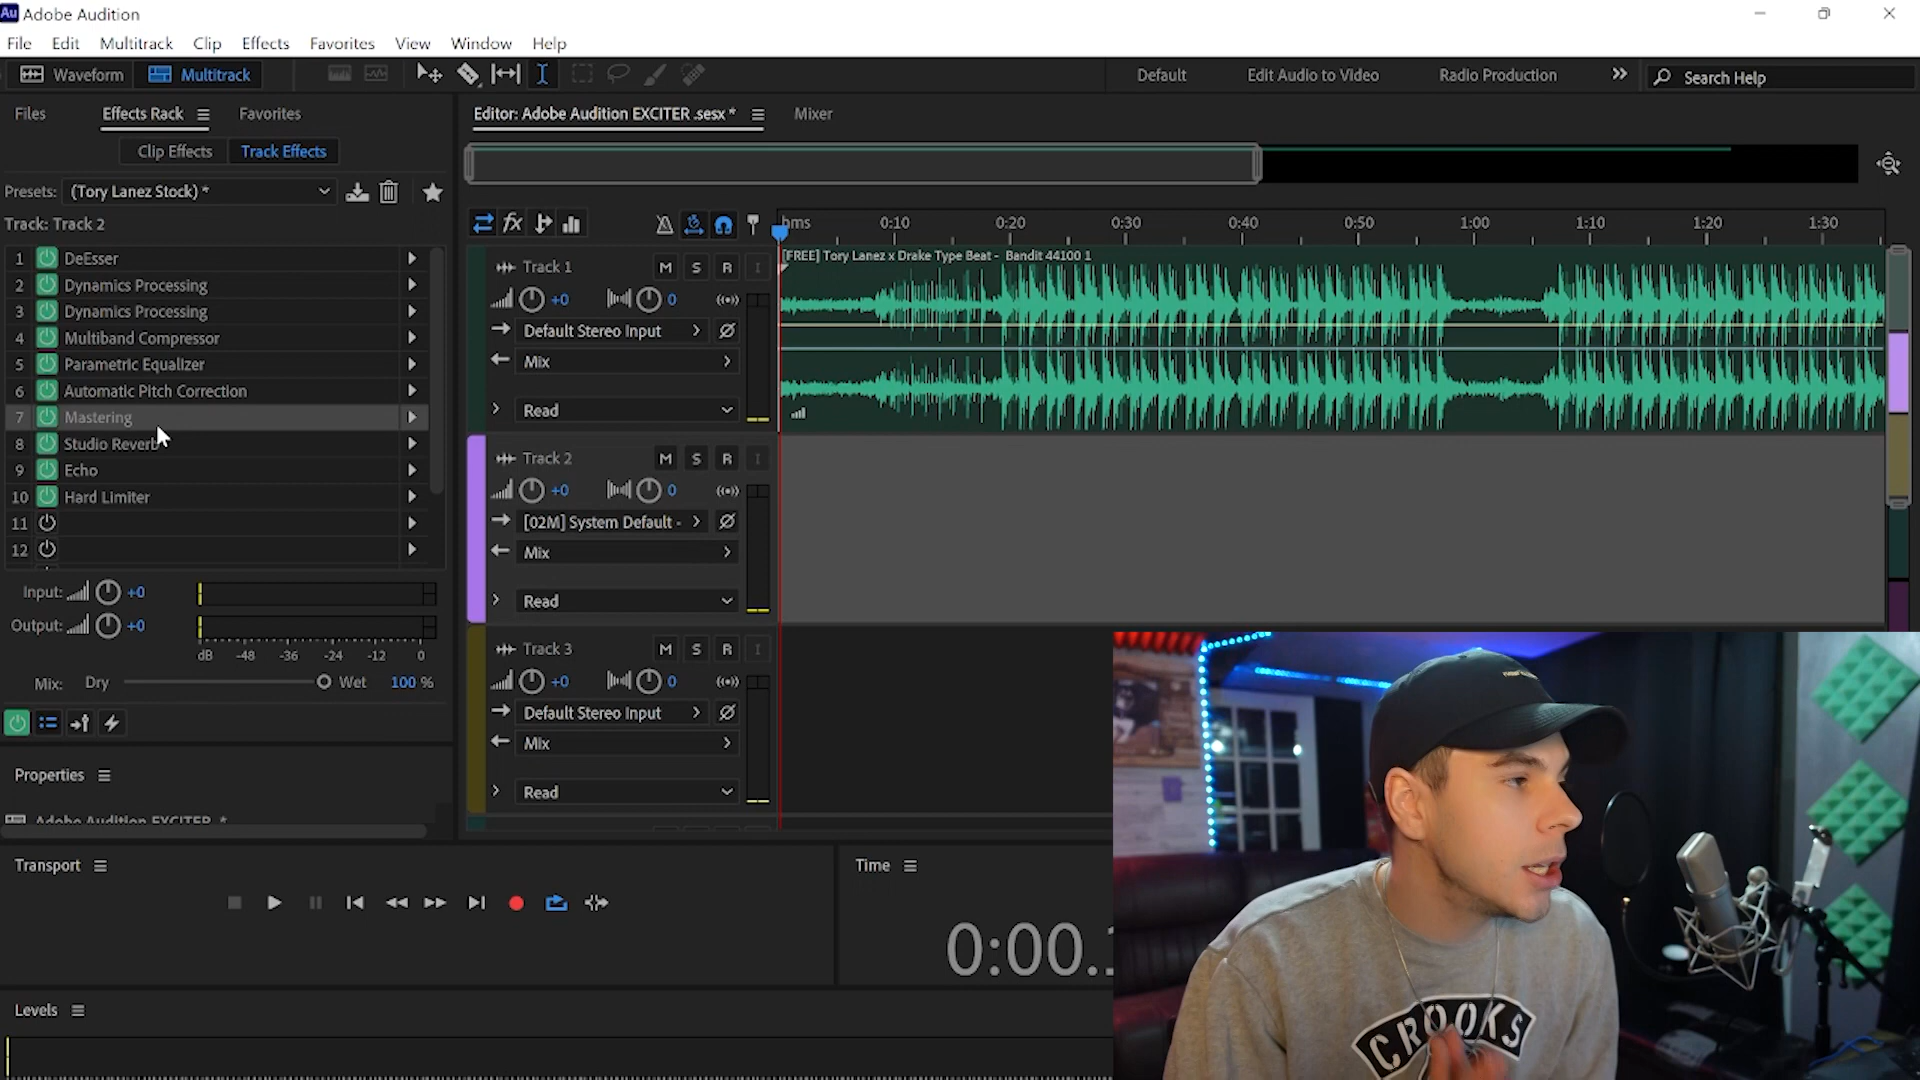 Au Adobe Audition
File Edit Multitrack Clip Effects Favorites View Window Help
Waveform Multitrack Default Edit Audio to Video Radio Production Search Help
Files Effects Rack Favorites
Clip Effects Track Effects
Presets: (Tory Lanez Stock) *
Track: Track 2
1 DeEsser
2 Dynamics Processing
3 Dynamics Processing
4 Multiband Compressor
5 Parametric Equalizer
6 Automatic Pitch Correction
7 Mastering
8 Studio Reverb
9 Echo
10 Hard Limiter
11
12
Input: +0
Output: +0
dB -48 -36 -24 -12 0
Mix: Dry Wet 100 %
Properties
Adobe Audition EXCITER *
Editor: Adobe Audition EXCITER .sesx * Mixer
fx hms 0:10 0:20 0:30 0:40 0:50 1:00 1:10 1:20 1:30
[FREE] Tory Lanez x Drake Type Beat - Bandit 44100 1
Track 1 M S R I
+0 0
Default Stereo Input
Mix
Read
Track 2 M S R I
+0 0
[02M] System Default -
Mix
Read
Track 3 M S R I
+0 0
Default Stereo Input
Mix
Read
Transport
Time
0:00.
Levels
CROOKS